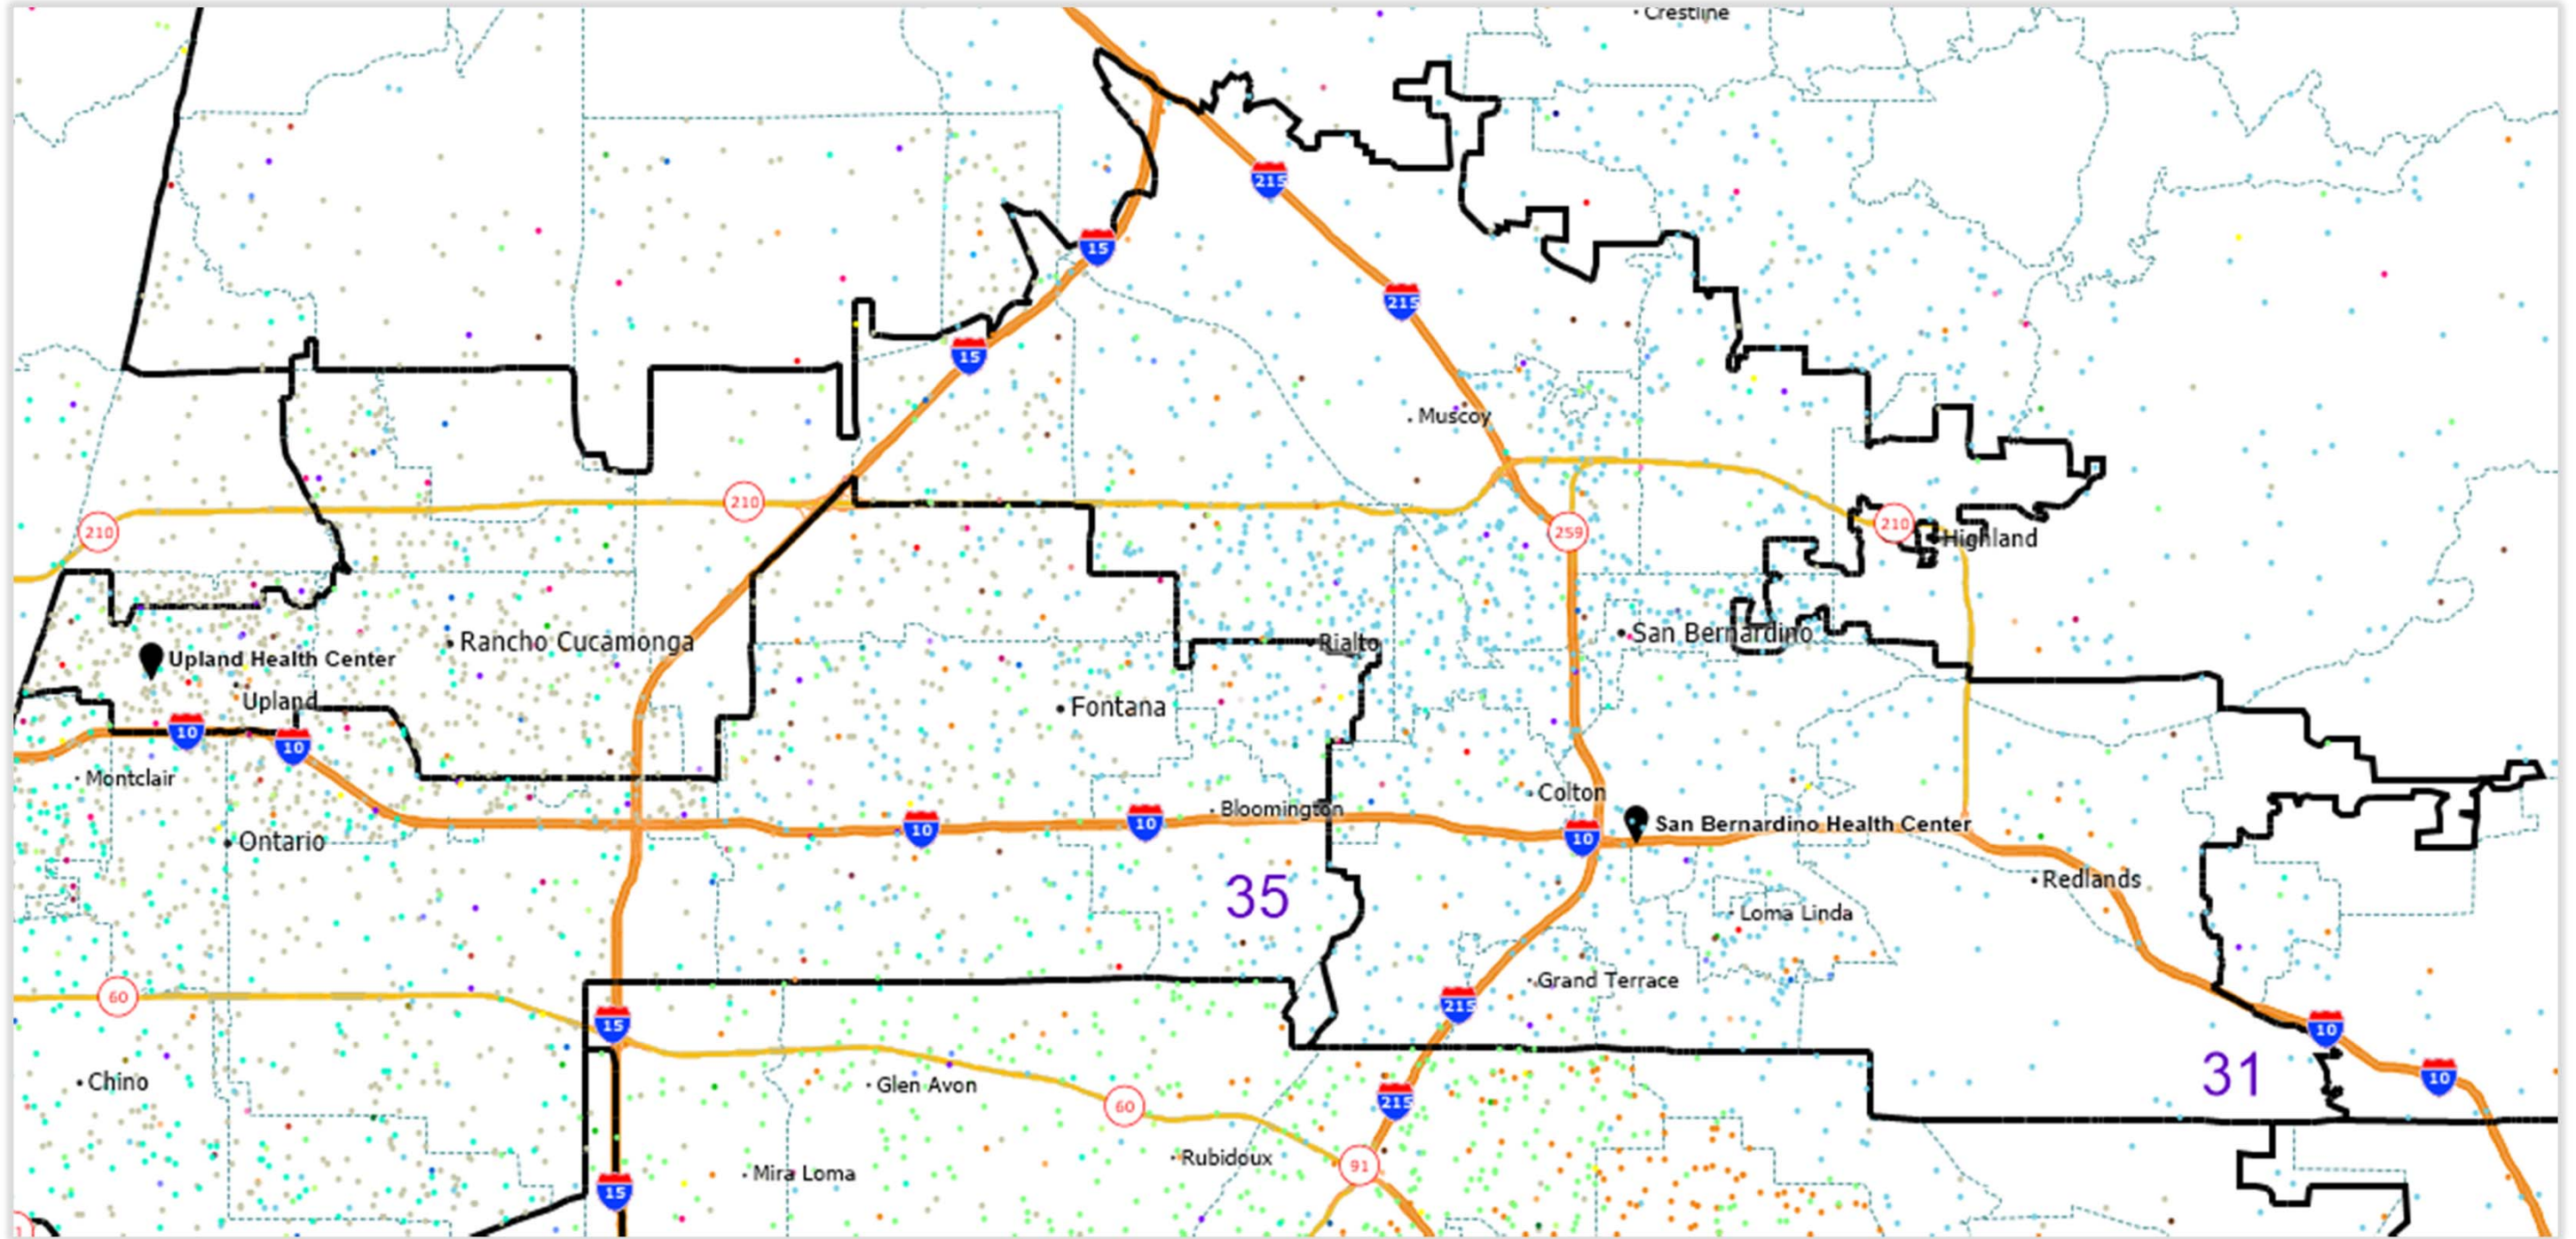 Crestline
215
15
215
15
Muscoy
210
210
259
210
Highland
Rancho Cucamonga
Rialto
San Bernardino
Upland Health Center
Upland
Fontana
10
10
Montclair
Colton
Bloomington
10
10
10
San Bernardino Health Center
Ontario
35
Redlands
Loma Linda
Grand Terrace
60
215
15
10
31
Chino
Glen Avon
60
215
10
Rubidoux
91
Mira Loma
15